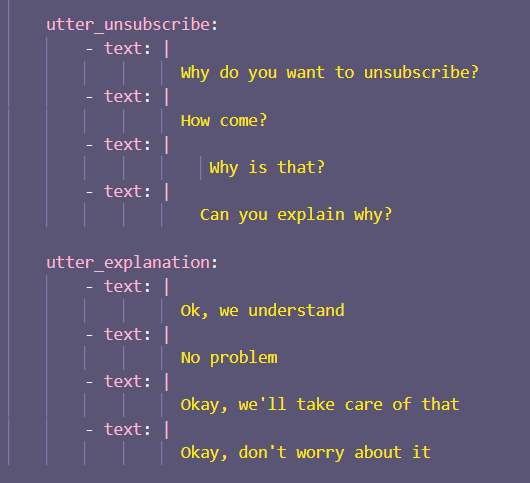 utter_unsubscribe:
- text: |
Why do you want to unsubscribe?
- text: |
How come?
- text: |
Why is that?
- text: |
Can you explain why?
utter_explanation:
- text: |
Ok, we understand
- text: |
No problem
- text: |
Okay, we'll take care of that
- text: |
Okay, don't worry about it